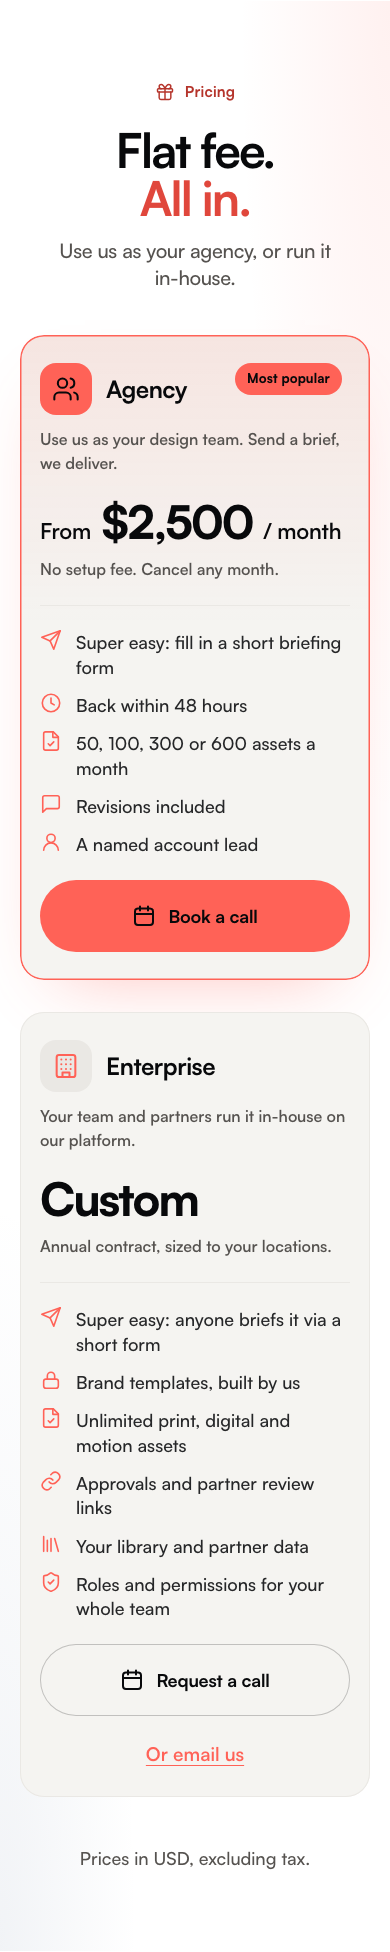 Pricing
Flat fee.
All in.
Use us as your agency, or run it
in-house.
Agency
Most popular
Use us as your design team. Send a brief,
we deliver.
From $2,500 / month
No setup fee. Cancel any month.
Super easy: fill in a short briefing
form
Back within 48 hours
50, 100, 300 or 600 assets a
month
Revisions included
A named account lead
Book a call
Enterprise
Your team and partners run it in-house on
our platform.
Custom
Annual contract, sized to your locations.
Super easy: anyone briefs it via a
short form
Brand templates, built by us
Unlimited print, digital and
motion assets
Approvals and partner review
links
Your library and partner data
Roles and permissions for your
whole team
Request a call
Or email us
Prices in USD, excluding tax.